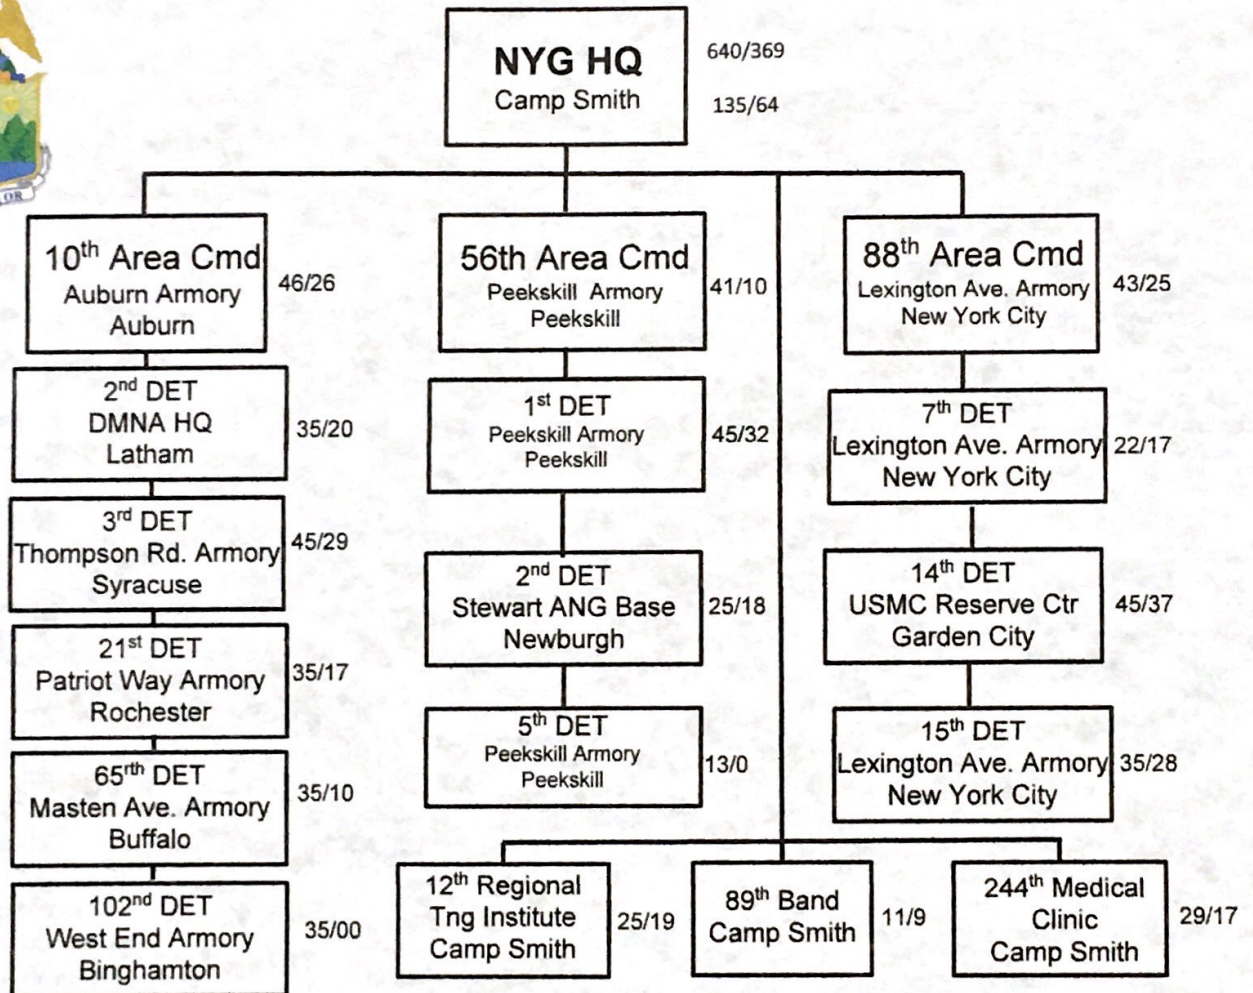 OR
NYG HQ
Camp Smith
640/369
135/64
10th Area Cmd
Auburn Armory
Auburn
46/26
56th Area Cmd
Peekskill Armory
Peekskill
41/10
88th Area Cmd
Lexington Ave. Armory
New York City
43/25
2nd DET
DMNA HQ
Latham
35/20
1st DET
Peekskill Armory
Peekskill
45/32
7th DET
Lexington Ave. Armory
New York City
22/17
3rd DET
Thompson Rd. Armory
Syracuse
45/29
2nd DET
Stewart ANG Base
Newburgh
25/18
14th DET
USMC Reserve Ctr
Garden City
45/37
21st DET
Patriot Way Armory
Rochester
35/17
5th DET
Peekskill Armory
Peekskill
13/0
15th DET
Lexington Ave. Armory
New York City
35/28
65rth DET
Masten Ave. Armory
Buffalo
35/10
102nd DET
West End Armory
Binghamton
35/00
12th Regional
Tng Institute
Camp Smith
25/19
89th Band
Camp Smith
11/9
244th Medical
Clinic
Camp Smith
29/17